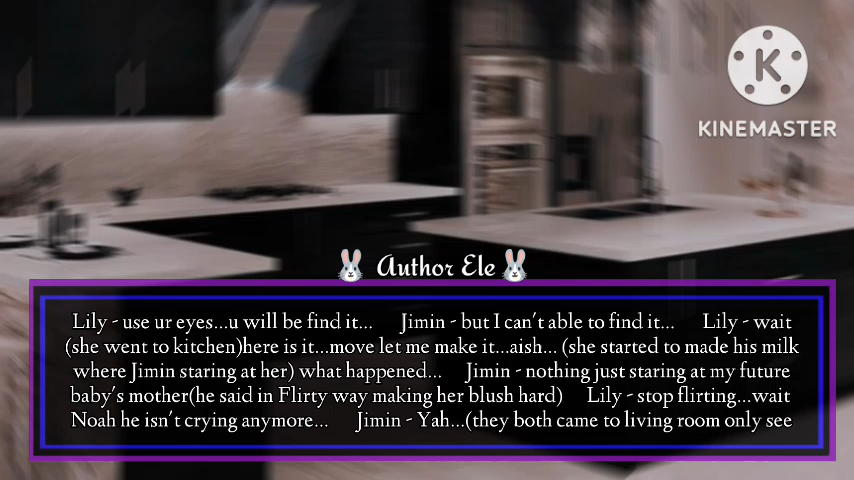 KINEMASTER
Author Ele
Lily - use ur eyes...u will be find it... Jimin - but I can't able to find it... Lily - wait
(she went to kitchen)here is it...move let me make it...aish... (she started to made his milk
where Jimin staring at her) what happened... Jimin - nothing just staring at my future
baby's mother(he said in Flirty way making her blush hard) Lily - stop flirting...wait
Noah he isn't crying anymore... Jimin - Yah...(they both came to living room only see